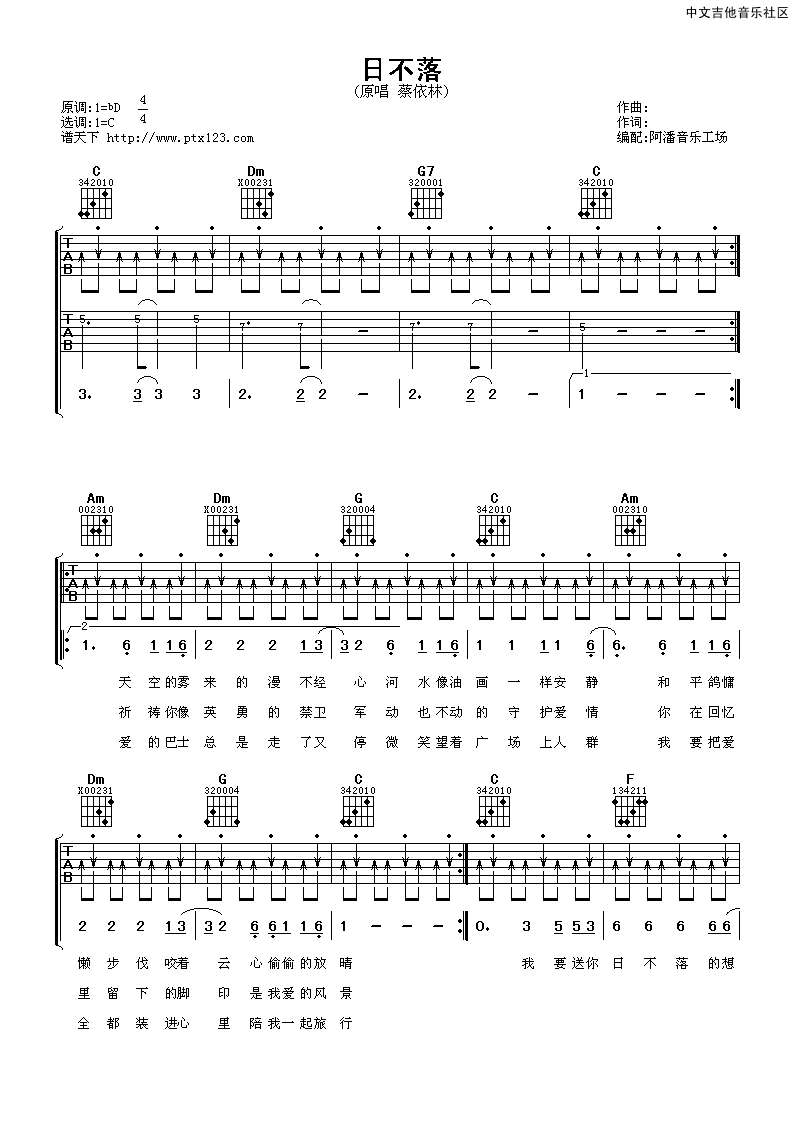 中文吉他音乐社区
日不落
(原唱 蔡依林)
原调:1=bD 4/4
选调:1=C
谱天下 http://www.ptx123.com
作曲:
作词:
编配:阿潘音乐工场
C Dm G7 C
342010 X00231 320001 342010
T A B
5. 5 5 5 7. 7 — 7. 7 — 5
T A B
1
3. 3 3 3 2. 2 2 — 2. 2 2 — 1 — — —
Am Dm G C Am
002310 X00231 320004 342010 002310
T A B
2
1. 6 1 1 6 2 2 2 1 3 3 2 6 1 1 6 1 1 1 1 6 6. 6 1 1 6
天 空 的雾 来 的 漫 不经 心 河 水 像油 画 一 样安 静 和 平 鸽慵
祈 祷 你像 英 勇 的 禁卫 军 动 也 不动 的 守 护爱 情 你 在 回忆
爱 的 巴士 总 是 走 了又 停 微 笑 望着 广 场 上人 群 我 要 把爱
Dm G C C F
X00231 320004 342010 342010 134211
T A B
2 2 2 1 3 3 2 6 6 1 1 6 1 — — — 0. 3 5 5 3 6 6 6 6 6
懒 步 伐 咬着 云 心 偷偷 的放 晴 我 要 送你 日 不 落 的想
里 留 下 的脚 印 是 我爱 的风 景
全 都 装 进心 里 陪 我一 起旅 行